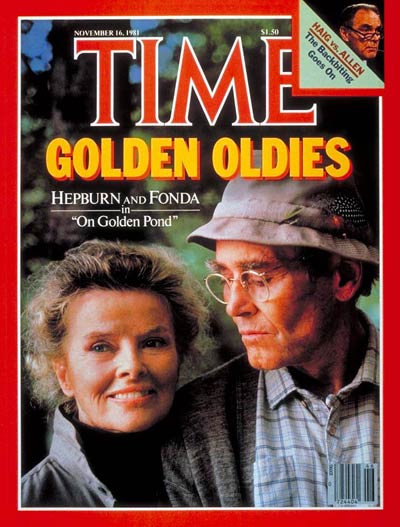 NOVEMBER 16, 1981
$1.50
TIME
HAIG vs. ALLEN
The Backbiting
Goes On
GOLDEN OLDIES
HEPBURN AND FONDA
in
"On Golden Pond"
724404